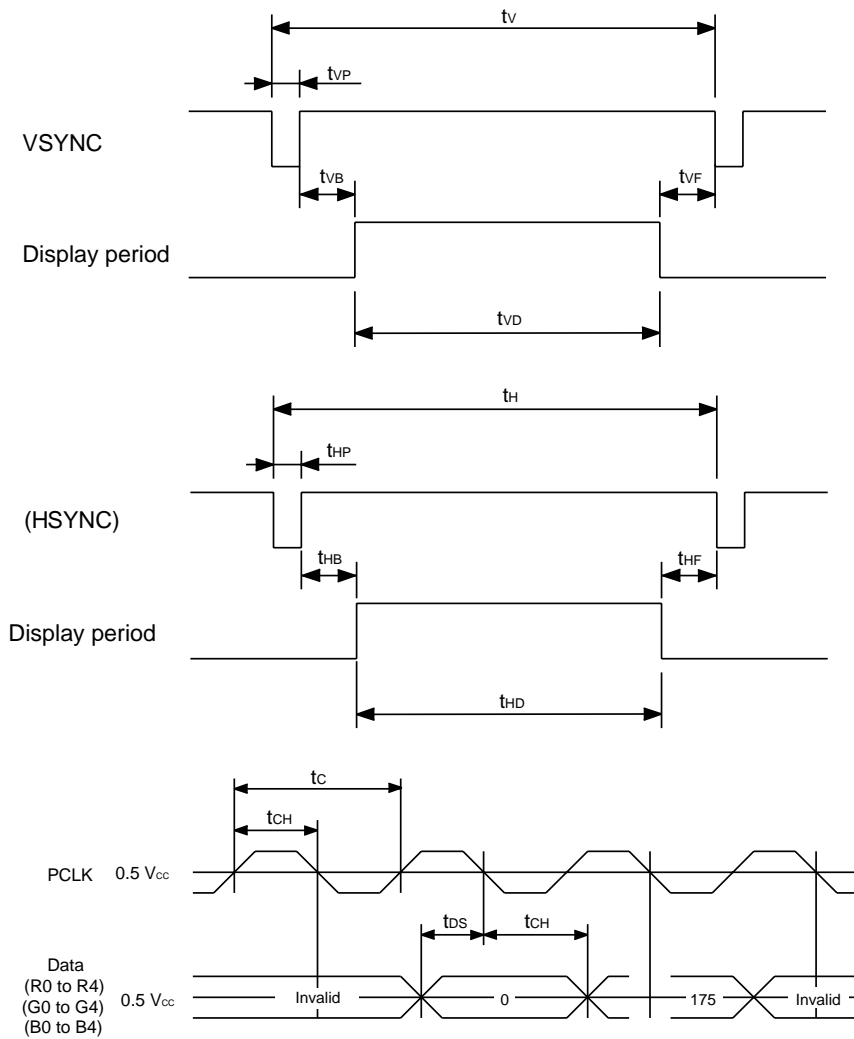 tV
tVP
VSYNC
tVB
tVF
Display period
tVD
tH
tHP
(HSYNC)
tHB
tHF
Display period
tHD
tC
tCH
PCLK 0.5 Vcc
tDS tCH
Data
(R0 to R4)
(G0 to G4)
(B0 to B4)
0.5 Vcc
Invalid 0 175 Invalid